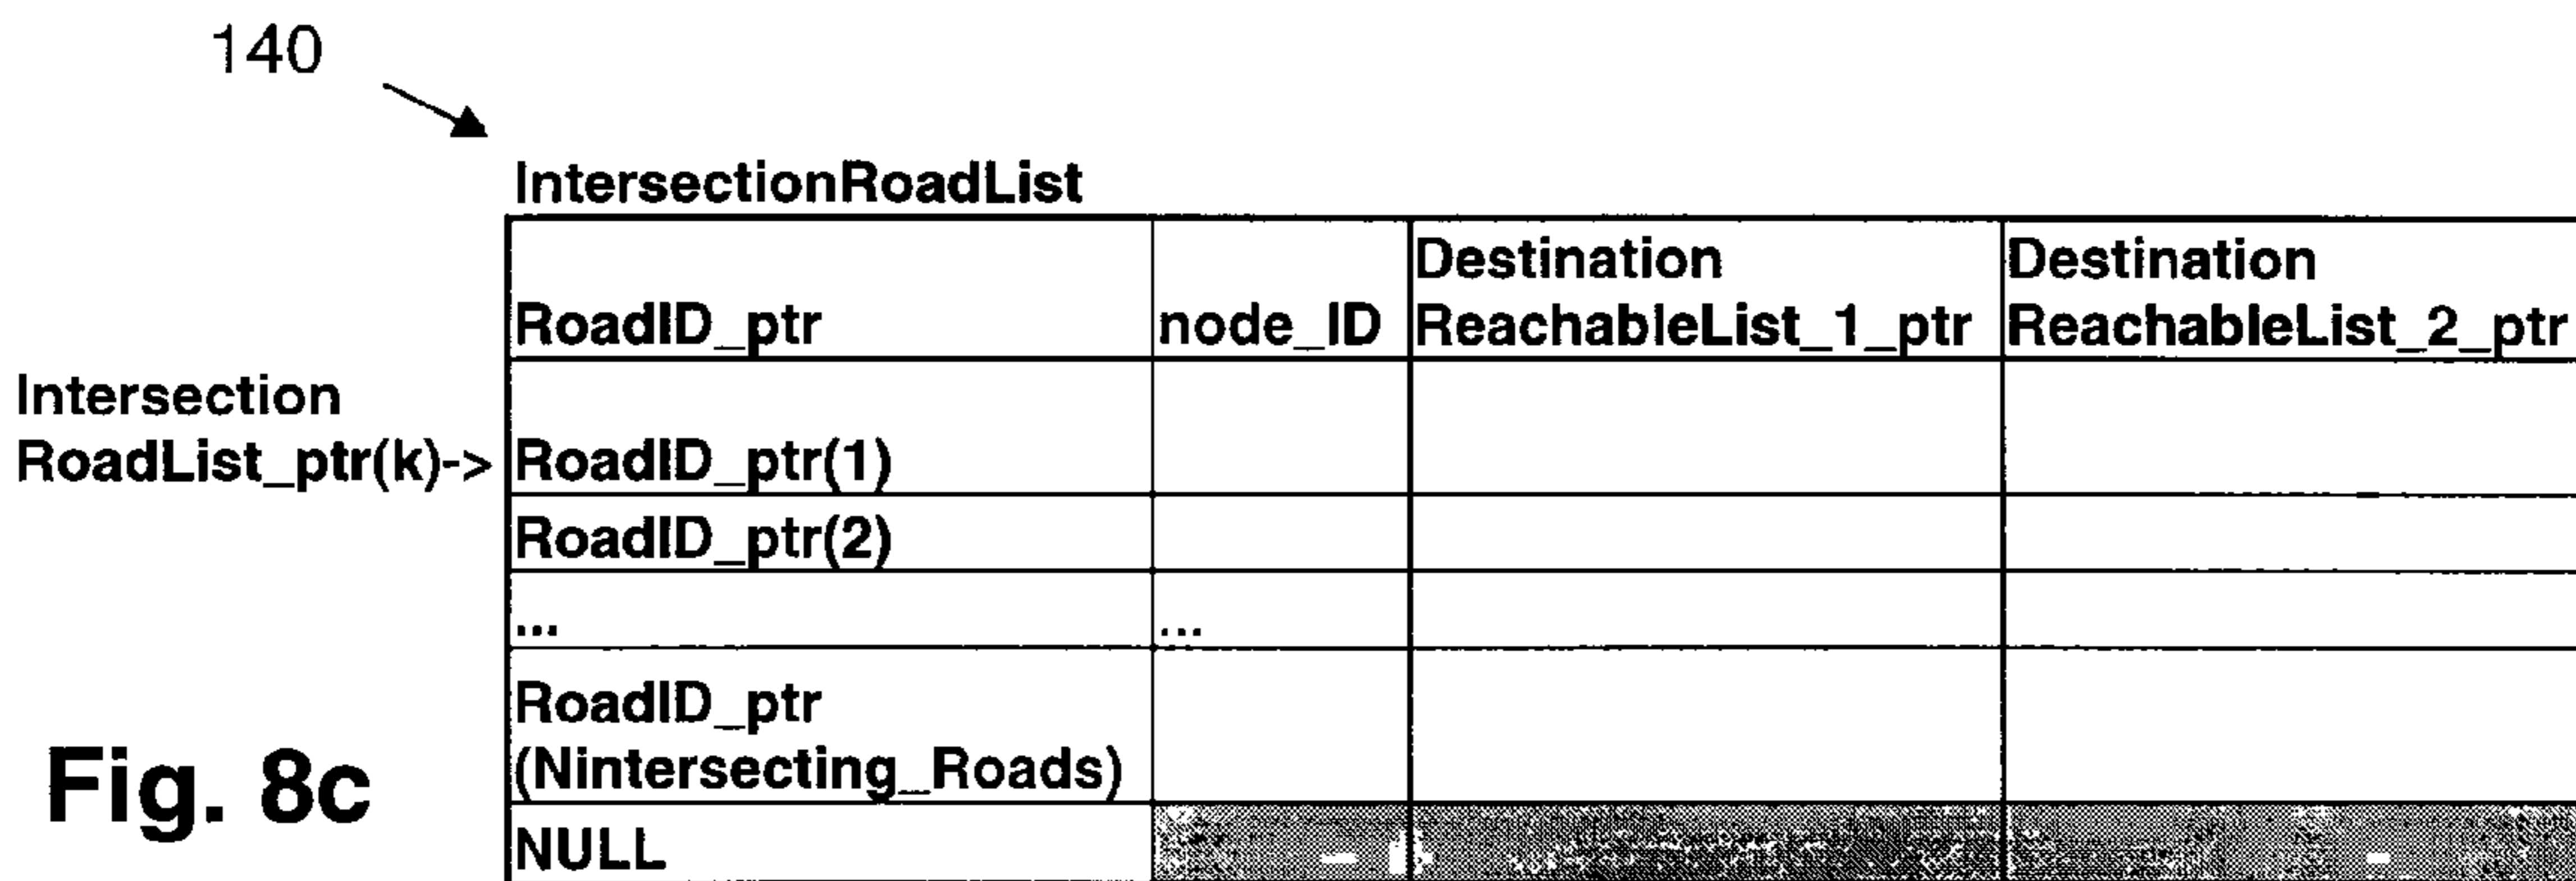 140
IntersectionRoadList
RoadID_ptr
node_ID
Destination
ReachableList_1_ptr
Destination
ReachableList_2_ptr
Intersection
RoadList_ptr(k)->
RoadID_ptr(1)
RoadID_ptr(2)
...
...
RoadID_ptr
(Nintersecting_Roads)
NULL
Fig. 8c